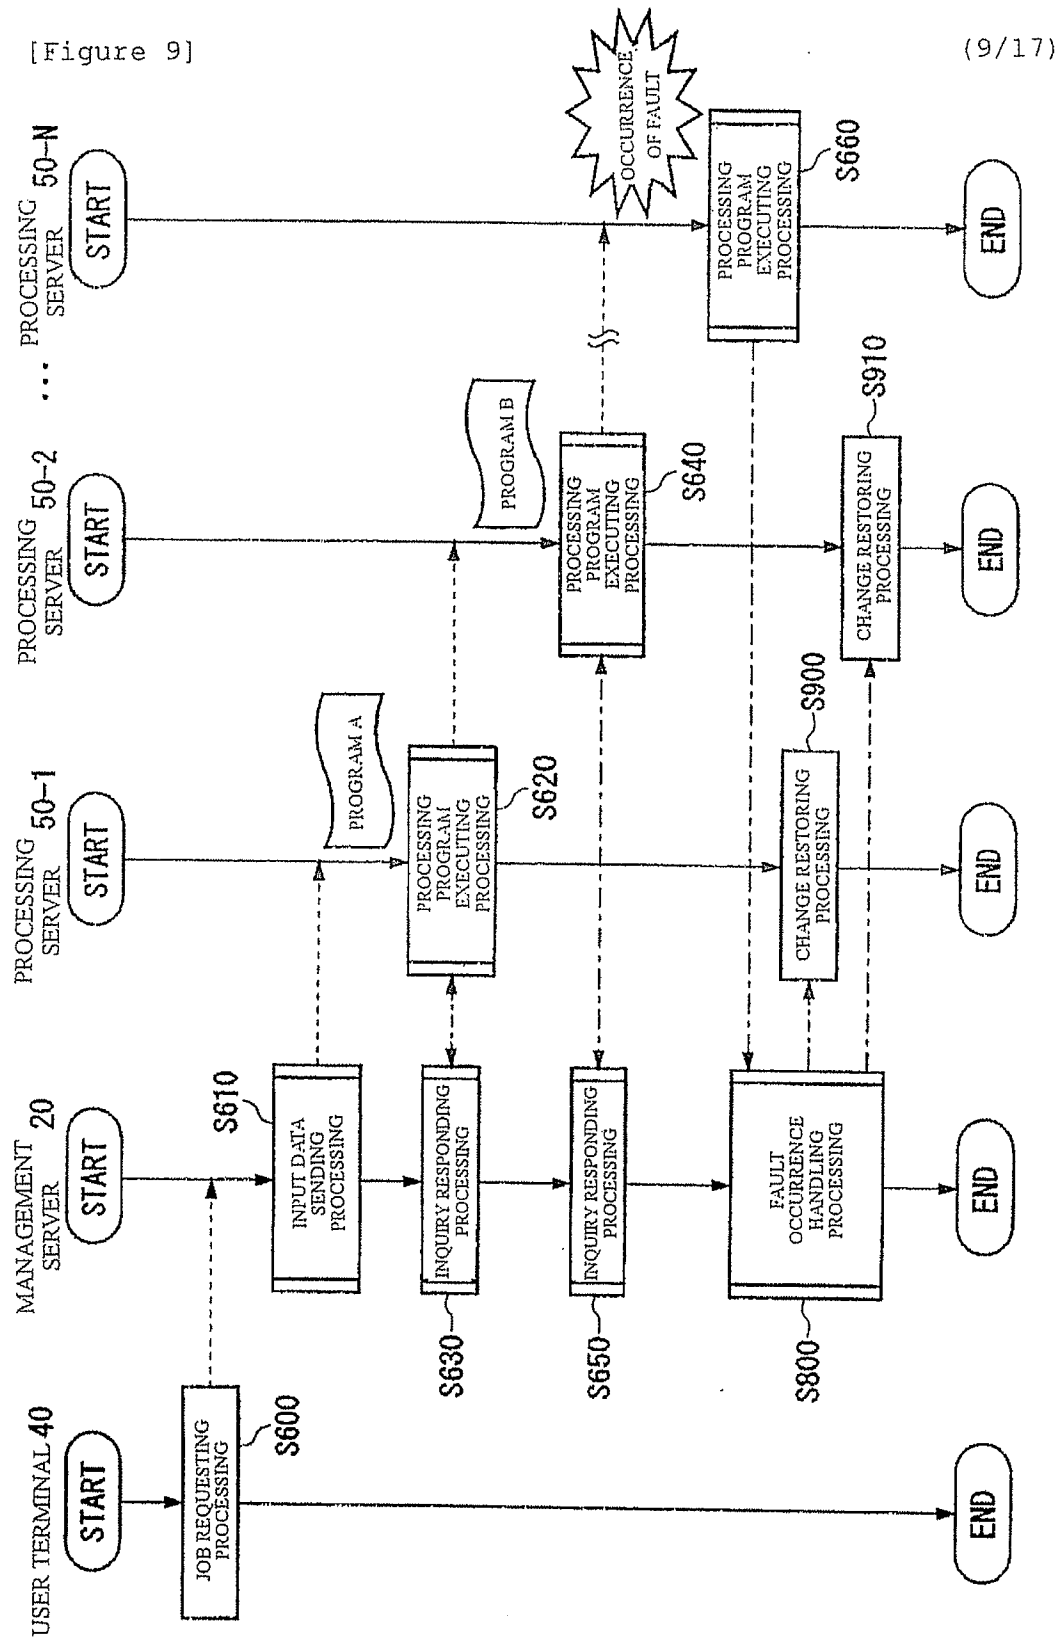 [Figure 9]
(9/17)
USER TERMINAL 40
START
JOB REQUESTING
PROCESSING
S600
END
MANAGEMENT
SERVER
20
START
INPUT DATA
SENDING
PROCESSING
S610
INQUIRY RESPONDING
PROCESSING
S630
INQUIRY RESPONDING
PROCESSING
S650
FAULT
OCCURRENCE
HANDLING
PROCESSING
S800
END
PROCESSING
SERVER
50-1
START
PROGRAM A
PROCESSING
PROGRAM
EXECUTING
PROCESSING
S620
CHANGE RESTORING
PROCESSING
S900
END
PROCESSING
SERVER
50-2
START
PROGRAM B
PROCESSING
PROGRAM
EXECUTING
PROCESSING
S640
CHANGE RESTORING
PROCESSING
S910
END
...
PROCESSING
SERVER
50-N
START
OCCURRENCE
OF FAULT
PROCESSING
PROGRAM
EXECUTING
PROCESSING
S660
END